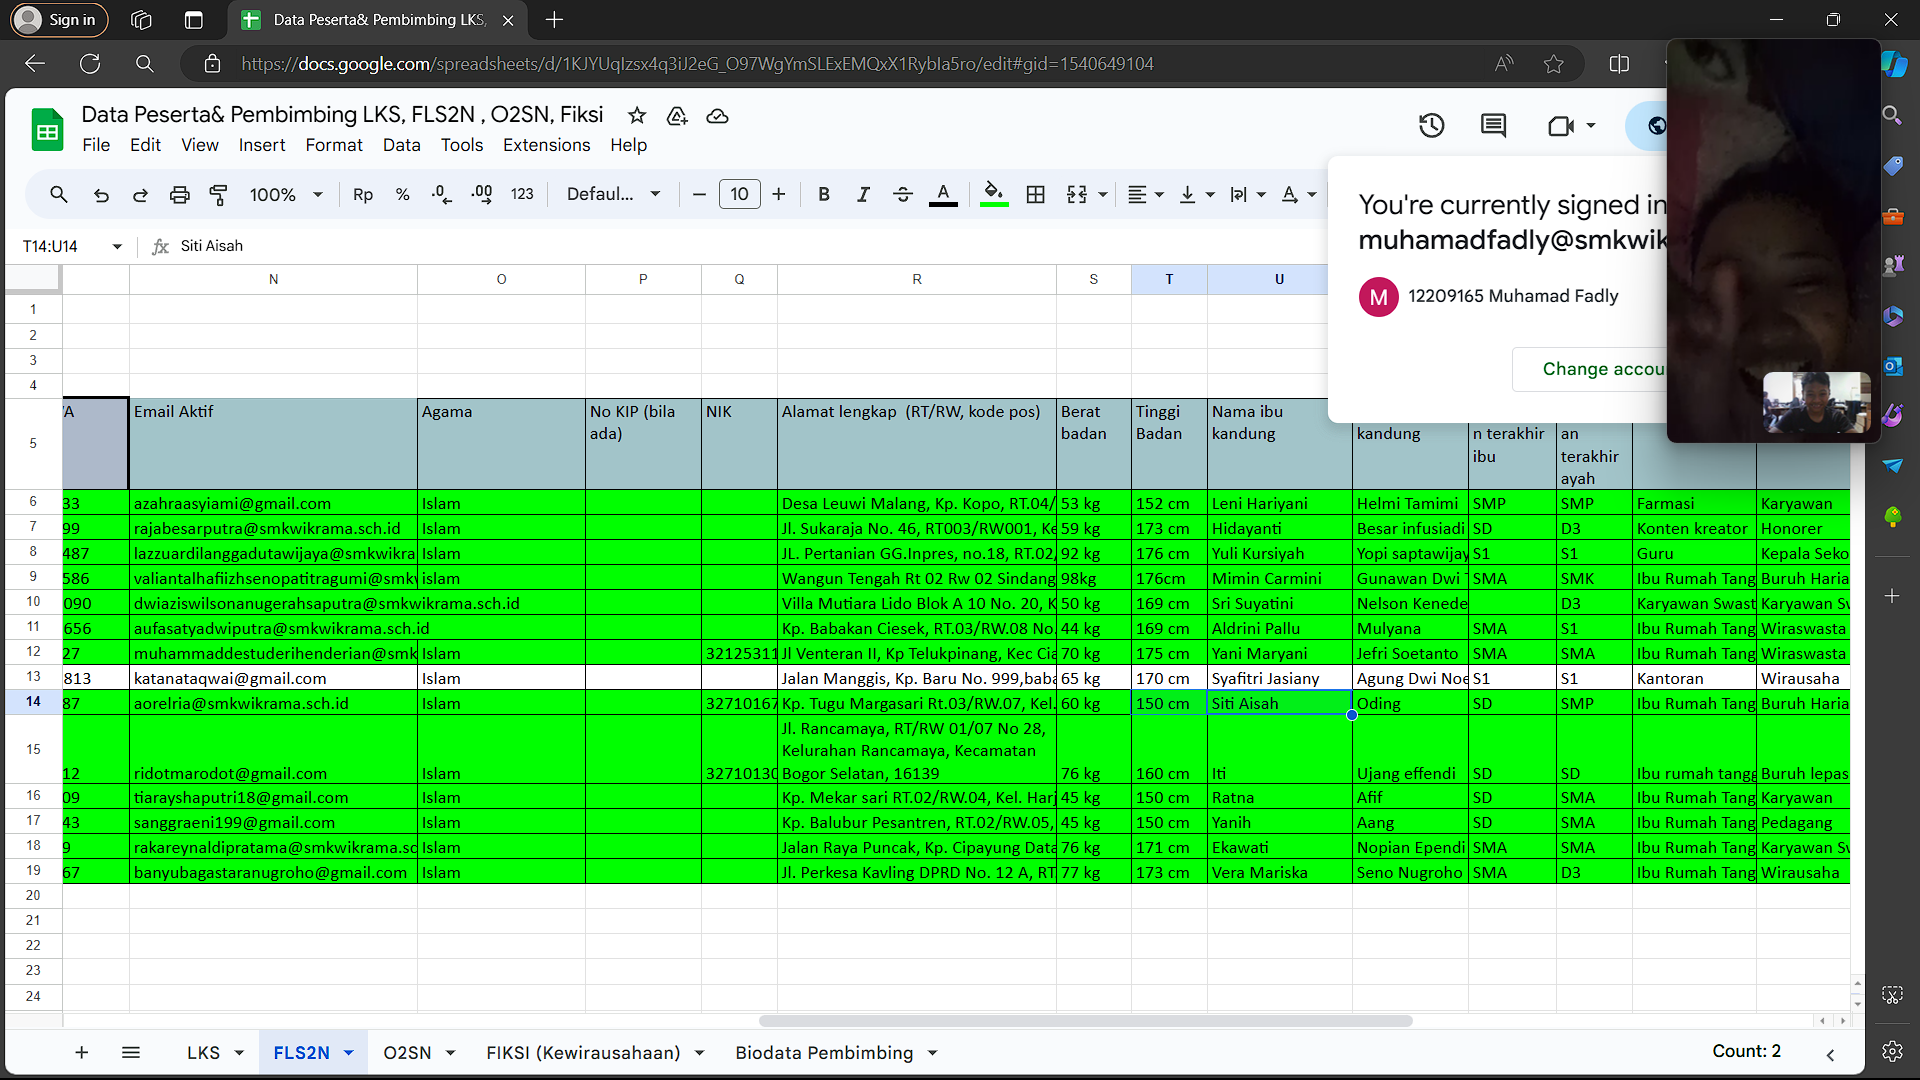 Sign in
Data Peserta& Pembimbing LKS,
https://docs.google.com/spreadsheets/d/1KJYUqIzsx4q3iJ2eG_O97WgYmSLExEMQxX1RybIa5ro/edit#gid=1540649104
Data Peserta& Pembimbing LKS, FLS2N , O2SN, Fiksi
File Edit View Insert Format Data Tools Extensions Help
100% Rp % .0 .00 123 Defaul... 10 B I S A
T14:U14 fx Siti Aisah
You're currently signed in
muhamadfadly@smkwik
M 12209165 Muhamad Fadly
Change accou
N O P Q R S T U
1
2
3
4
5 /A Email Aktif Agama No KIP (bila ada) NIK Alamat lengkap (RT/RW, kode pos) Berat badan Tinggi Badan Nama ibu kandung kandung n terakhir ibu an terakhir ayah
6 33 azahraasyiami@gmail.com Islam Desa Leuwi Malang, Kp. Kopo, RT.04/ 53 kg 152 cm Leni Hariyani Helmi Tamimi SMP SMP Farmasi Karyawan
7 99 rajabesarputra@smkwikrama.sch.id Islam Jl. Sukaraja No. 46, RT003/RW001, Ke 59 kg 173 cm Hidayanti Besar infusiadi SD D3 Konten kreator Honorer
8 487 lazzuardilanggadutawijaya@smkwikra Islam JL. Pertanian GG.Inpres, no.18, RT.02, 92 kg 176 cm Yuli Kursiyah Yopi saptawijay S1 S1 Guru Kepala Seko
9 586 valiantalhafiizhsenopatitragumi@smkw islam Wangun Tengah Rt 02 Rw 02 Sindang 98kg 176cm Mimin Carmini Gunawan Dwi SMA SMK Ibu Rumah Tang Buruh Haria
10 090 dwiaziswilsonanugerahsaputra@smkwikrama.sch.id Villa Mutiara Lido Blok A 10 No. 20, K 50 kg 169 cm Sri Suyatini Nelson Kenede D3 Karyawan Swast Karyawan Sv
11 656 aufasatyadwiputra@smkwikrama.sch.id Kp. Babakan Ciesek, RT.03/RW.08 No. 44 kg 169 cm Aldrini Pallu Mulyana SMA S1 Ibu Rumah Tang Wiraswasta
12 27 muhammaddestuderihenderian@smk Islam 32125311 Jl Venteran II, Kp Telukpinang, Kec Cia 70 kg 175 cm Yani Maryani Jefri Soetanto SMA SMA Ibu Rumah Tang Wiraswasta
13 813 katanataqwai@gmail.com Islam Jalan Manggis, Kp. Baru No. 999,baba 65 kg 170 cm Syafitri Jasiany Agung Dwi Noe S1 S1 Kantoran Wirausaha
14 87 aorelria@smkwikrama.sch.id Islam 32710167 Kp. Tugu Margasari Rt.03/RW.07, Kel. 60 kg 150 cm Siti Aisah Oding SD SMP Ibu Rumah Tang Buruh Haria
Jl. Rancamaya, RT/RW 01/07 No 28,
Kelurahan Rancamaya, Kecamatan
15 12 ridotmarodot@gmail.com Islam 32710130 Bogor Selatan, 16139 76 kg 160 cm Iti Ujang effendi SD SD Ibu rumah tangg Buruh lepas
16 09 tiarayshaputri18@gmail.com Islam Kp. Mekar sari RT.02/RW.04, Kel. Harj 45 kg 150 cm Ratna Afif SD SMA Ibu Rumah Tang Karyawan
17 43 sanggraeni199@gmail.com Islam Kp. Balubur Pesantren, RT.02/RW.05, 45 kg 150 cm Yanih Aang SD SMA Ibu Rumah Tang Pedagang
18 9 rakareynaldipratama@smkwikrama.sc Islam Jalan Raya Puncak, Kp. Cipayung Data 76 kg 171 cm Ekawati Nopian Ependi SMA SMA Ibu Rumah Tang Karyawan Sv
19 67 banyubagastaranugroho@gmail.com Islam Jl. Perkesa Kavling DPRD No. 12 A, RT 77 kg 173 cm Vera Mariska Seno Nugroho SMA D3 Ibu Rumah Tang Wirausaha
20
21
22
23
24
LKS FLS2N O2SN FIKSI (Kewirausahaan) Biodata Pembimbing Count: 2